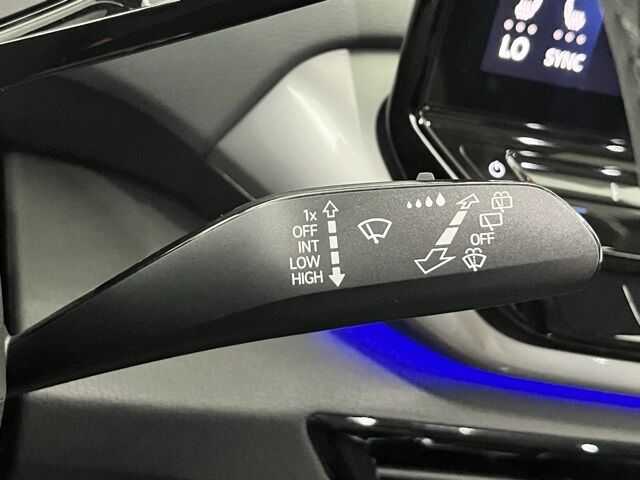 LO SYNC
1x
OFF
INT
LOW
HIGH
OFF